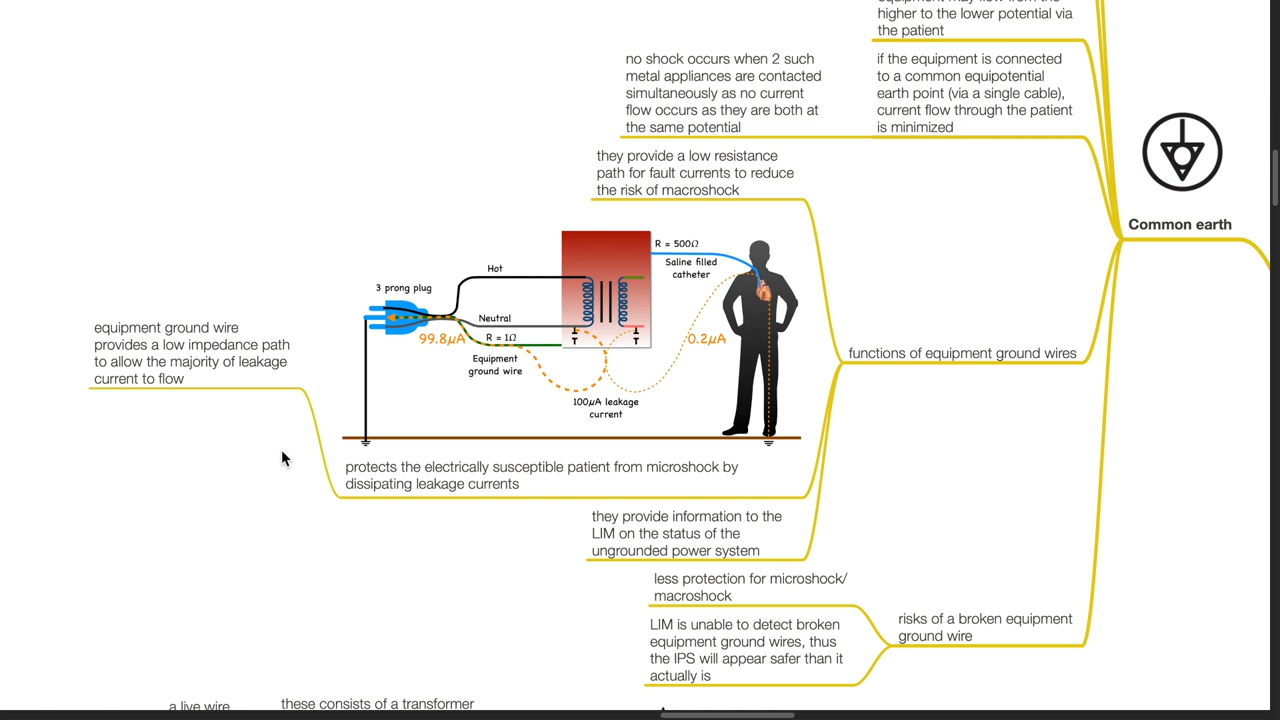 equipment may flow from the
higher to the lower potential via
the patient
no shock occurs when 2 such
metal appliances are contacted
simultaneously as no current
flow occurs as they are both at
the same potential
if the equipment is connected
to a common equipotential
earth point (via a single cable),
current flow through the patient
is minimized
they provide a low resistance
path for fault currents to reduce
the risk of macroshock
Common earth
R = 500Ω
Saline filled
catheter
Hot
3 prong plug
Neutral
R = 1Ω
99.8µA
0.2µA
Equipment
ground wire
100µA leakage
current
equipment ground wire
provides a low impedance path
to allow the majority of leakage
current to flow
functions of equipment ground wires
protects the electrically susceptible patient from microshock by
dissipating leakage currents
they provide information to the
LIM on the status of the
ungrounded power system
less protection for microshock/
macroshock
LIM is unable to detect broken
equipment ground wires, thus
the IPS will appear safer than it
actually is
risks of a broken equipment
ground wire
a live wire
these consists of a transformer